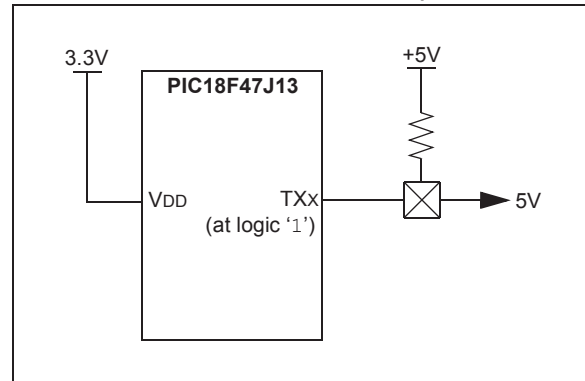 3.3V
+5V
PIC18F47J13
VDD
TXX
5V
(at logic ‘1’)